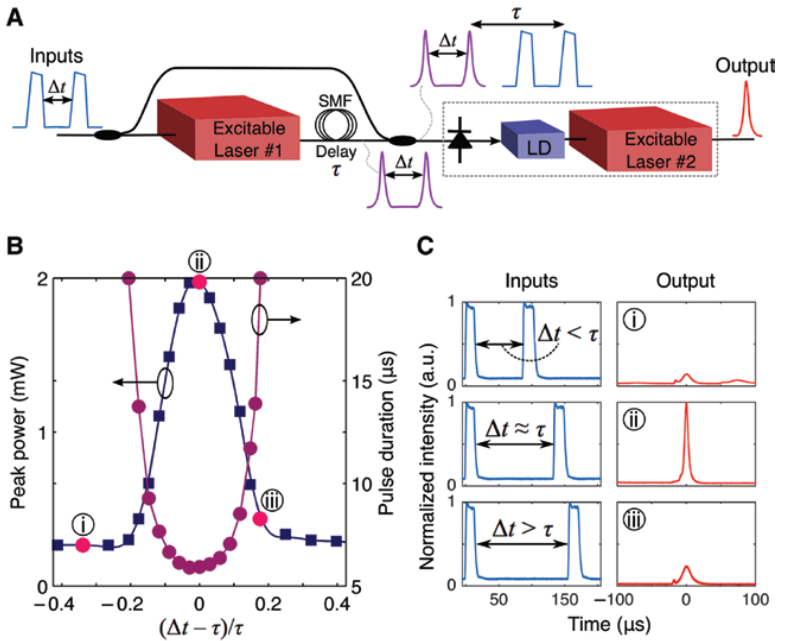 A
Inputs
Δt
Excitable
Laser #1
SMF
Delay
τ
Δt
Δt
τ
LD
Excitable
Laser #2
Output
B
Peak power (mW)
2
1
0
Pulse duration (µs)
20
15
10
5
−0.4 −0.2 0 0.2 0.4
(Δt − τ)/τ
i
ii
iii
C
Inputs Output
Normalized intensity (a.u.)
1
0
Δt < τ
i
1
0
Δt ≈ τ
ii
1
0
Δt > τ
iii
50 100 150 −100 0 100
Time (µs)